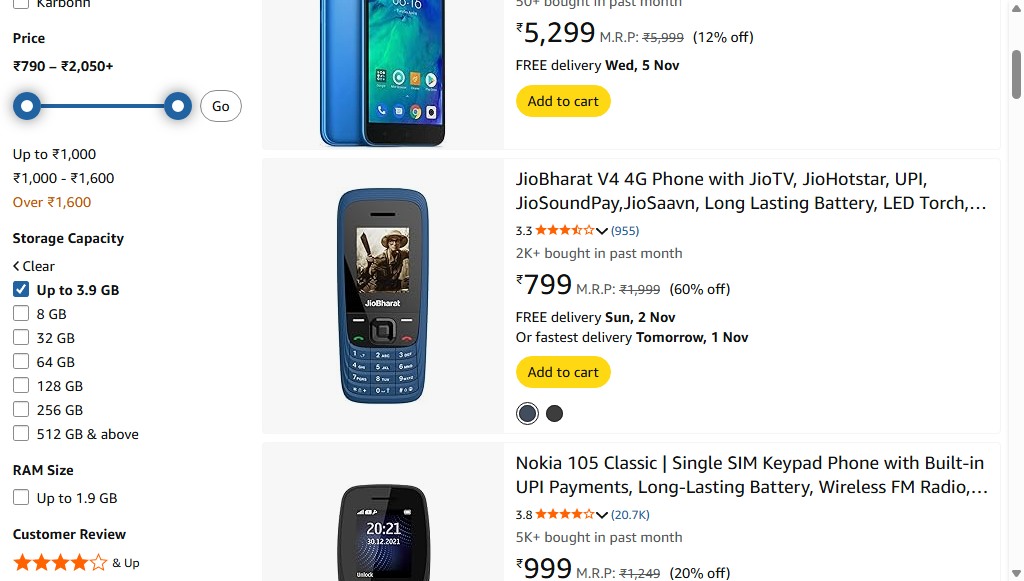 Karbonn
Price
₹790 – ₹2,050+
Go
Up to ₹1,000
₹1,000 - ₹1,600
Over ₹1,600
Storage Capacity
Clear
Up to 3.9 GB
8 GB
32 GB
64 GB
128 GB
256 GB
512 GB & above
RAM Size
Up to 1.9 GB
Customer Review
& Up
50+ bought in past month
₹5,299 M.R.P: ₹5,999 (12% off)
FREE delivery Wed, 5 Nov
Add to cart
JioBharat
JioBharat V4 4G Phone with JioTV, JioHotstar, UPI,
JioSoundPay,JioSaavn, Long Lasting Battery, LED Torch,…
3.3 (955)
2K+ bought in past month
₹799 M.R.P: ₹1,999 (60% off)
FREE delivery Sun, 2 Nov
Or fastest delivery Tomorrow, 1 Nov
Add to cart
20:21
30.12.2021
Unlock
Nokia 105 Classic | Single SIM Keypad Phone with Built-in
UPI Payments, Long-Lasting Battery, Wireless FM Radio,…
3.8 (20.7K)
5K+ bought in past month
₹999 M.R.P: ₹1,249 (20% off)